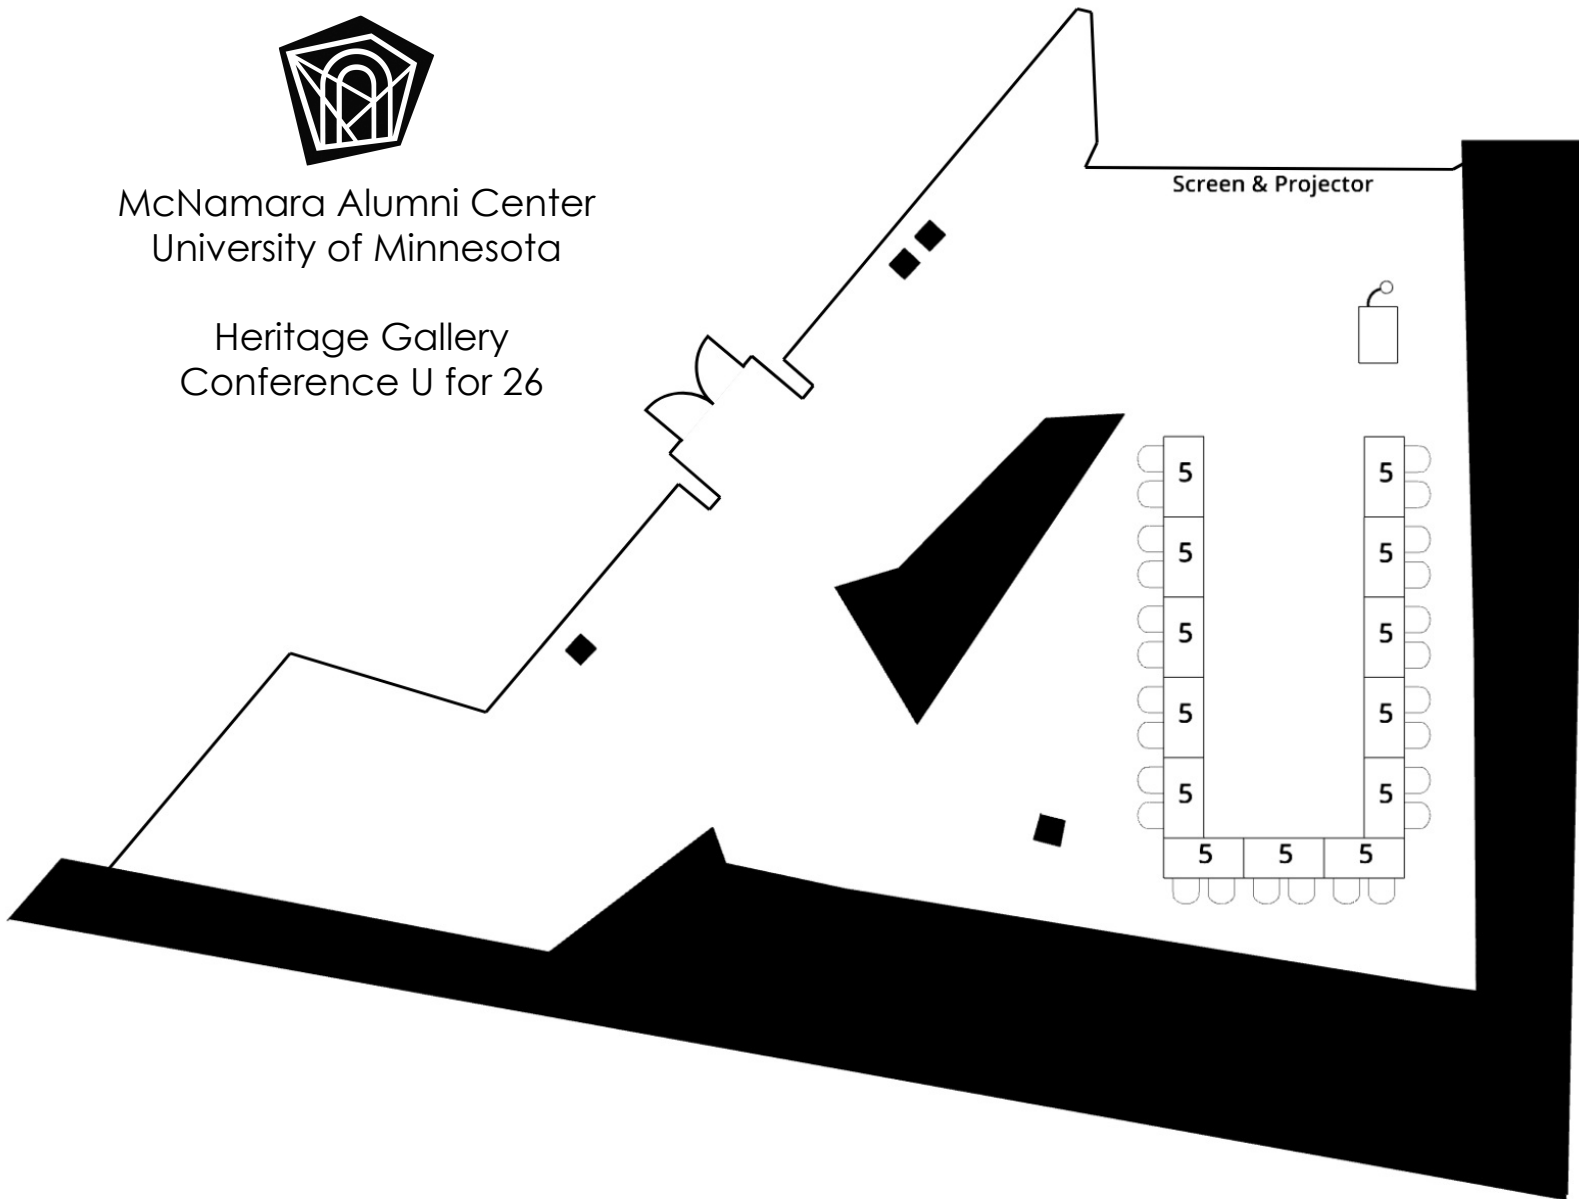 McNamara Alumni Center
University of Minnesota
Heritage Gallery
Conference U for 26
Screen & Projector
5 5
5 5
5 5
5 5
5 5
5 5 5